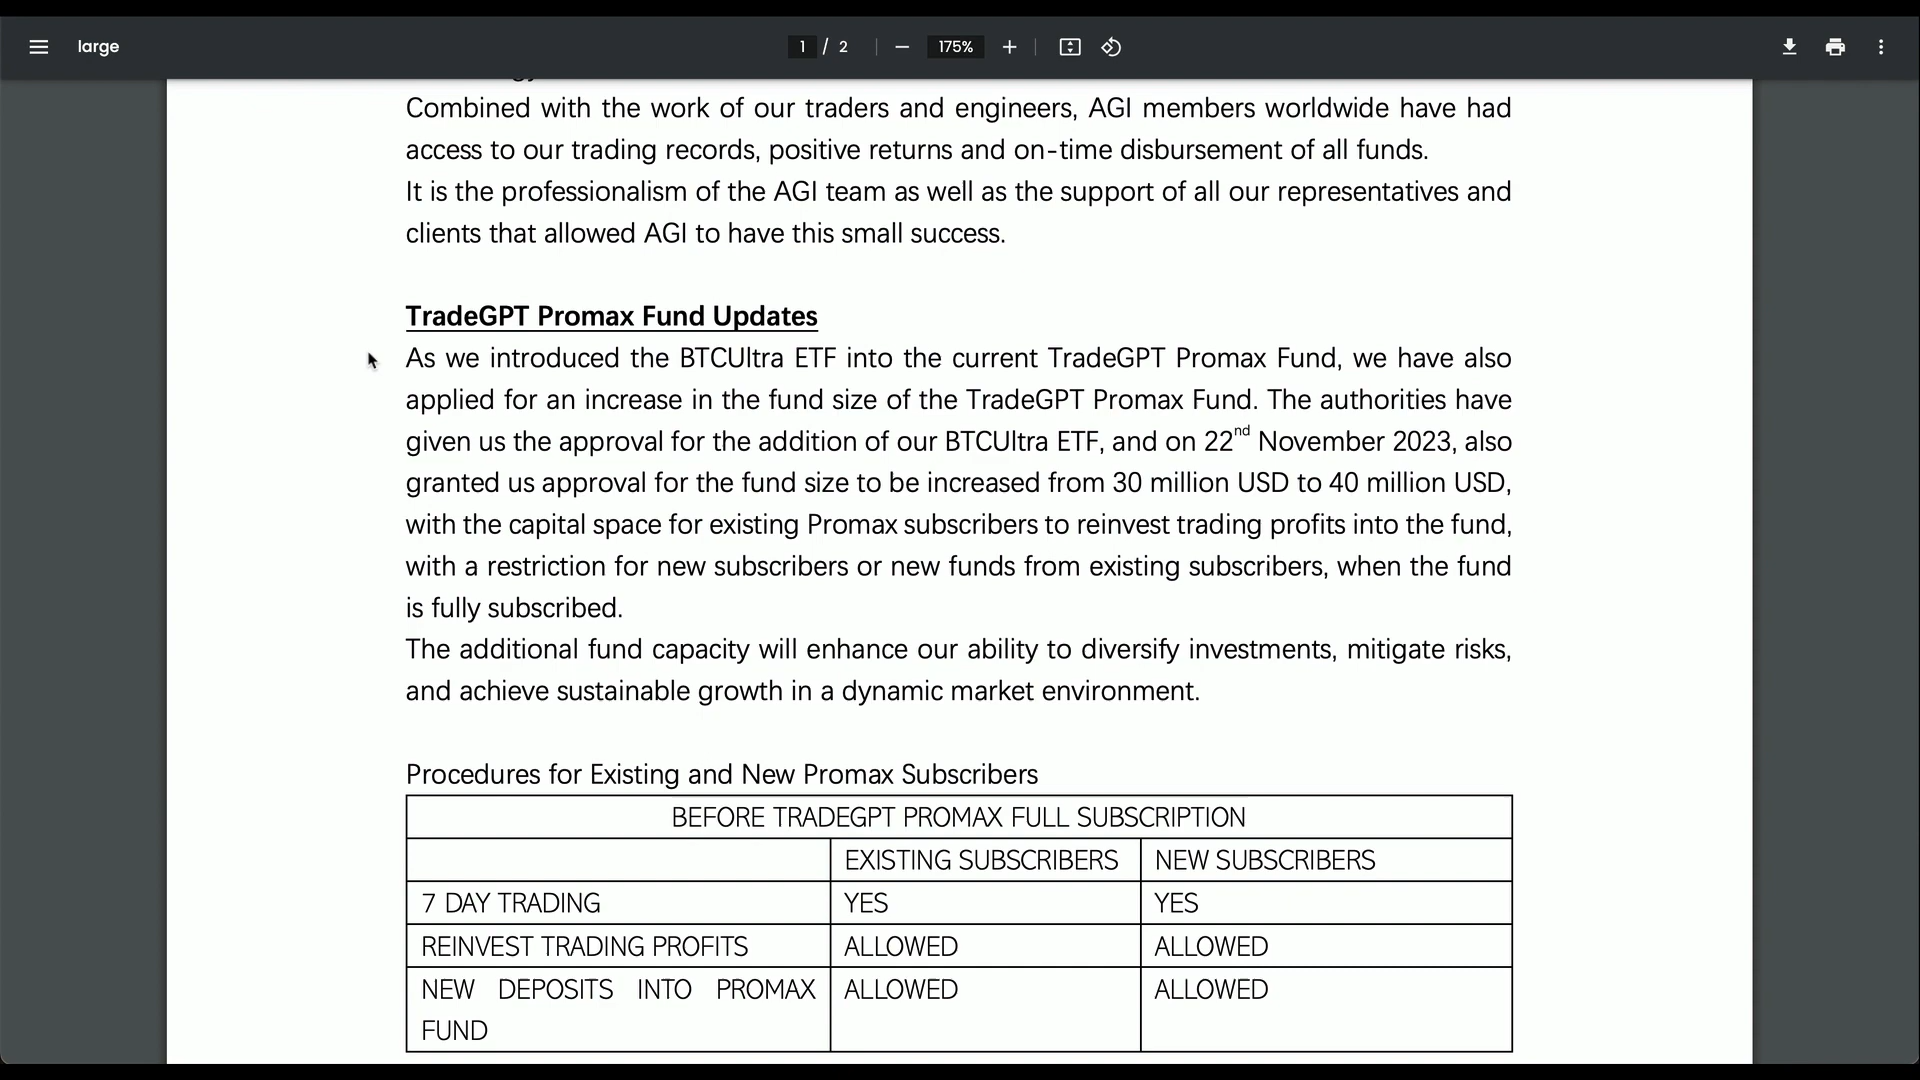 large
1 / 2
175%
Combined with the work of our traders and engineers, AGI members worldwide have had
access to our trading records, positive returns and on-time disbursement of all funds.
It is the professionalism of the AGI team as well as the support of all our representatives and
clients that allowed AGI to have this small success.
TradeGPT Promax Fund Updates
As we introduced the BTCUltra ETF into the current TradeGPT Promax Fund, we have also
applied for an increase in the fund size of the TradeGPT Promax Fund. The authorities have
given us the approval for the addition of our BTCUltra ETF, and on 22nd November 2023, also
granted us approval for the fund size to be increased from 30 million USD to 40 million USD,
with the capital space for existing Promax subscribers to reinvest trading profits into the fund,
with a restriction for new subscribers or new funds from existing subscribers, when the fund
is fully subscribed.
The additional fund capacity will enhance our ability to diversify investments, mitigate risks,
and achieve sustainable growth in a dynamic market environment.
Procedures for Existing and New Promax Subscribers
BEFORE TRADEGPT PROMAX FULL SUBSCRIPTION
EXISTING SUBSCRIBERS NEW SUBSCRIBERS
7 DAY TRADING YES YES
REINVEST TRADING PROFITS ALLOWED ALLOWED
NEW DEPOSITS INTO PROMAX ALLOWED ALLOWED
FUND